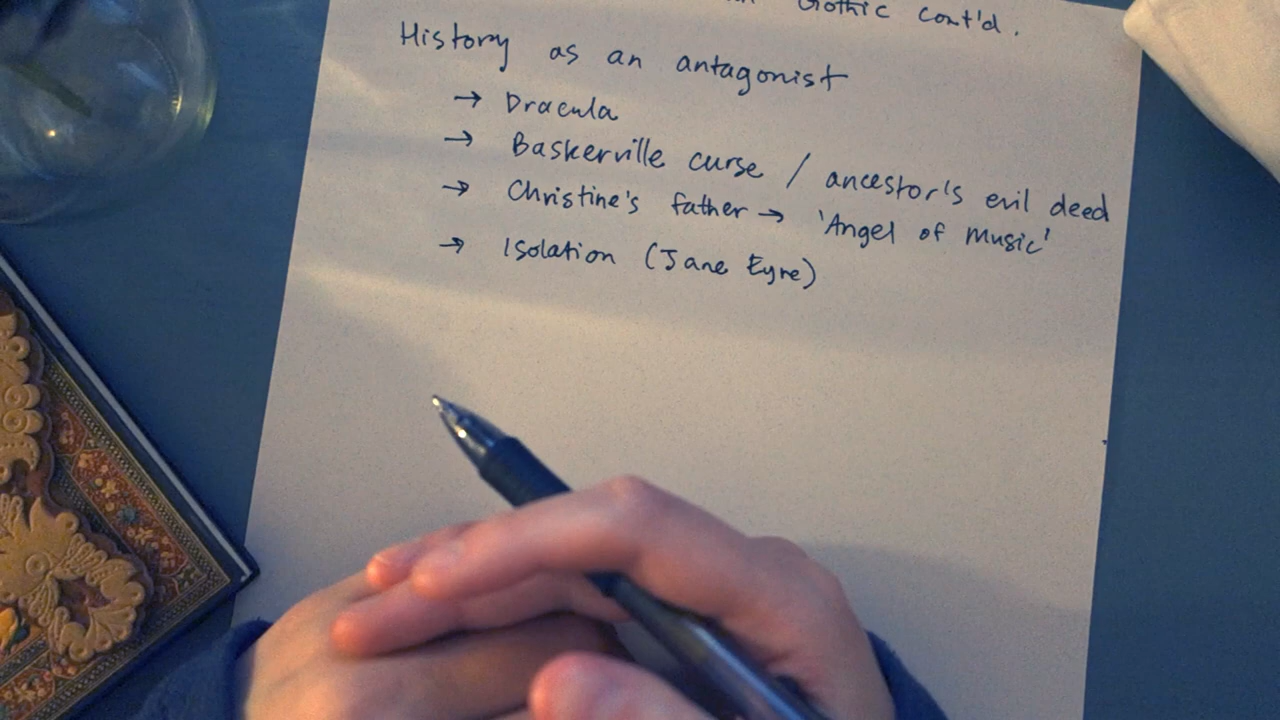 Gothic cont'd.
History as an antagonist
→ Dracula
→ Baskerville curse / ancestor's evil deed
→ Christine's father → 'Angel of Music'
→ Isolation (Jane Eyre)